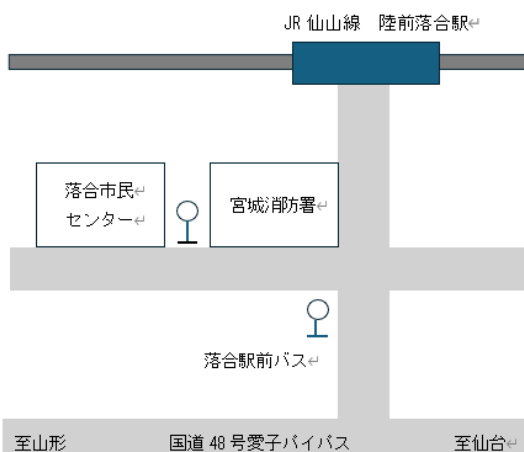 JR 仙山線　陸前落合駅
落合市民
センター
宮城消防署
落合駅前バス
至山形
国道 48 号愛子バイパス
至仙台